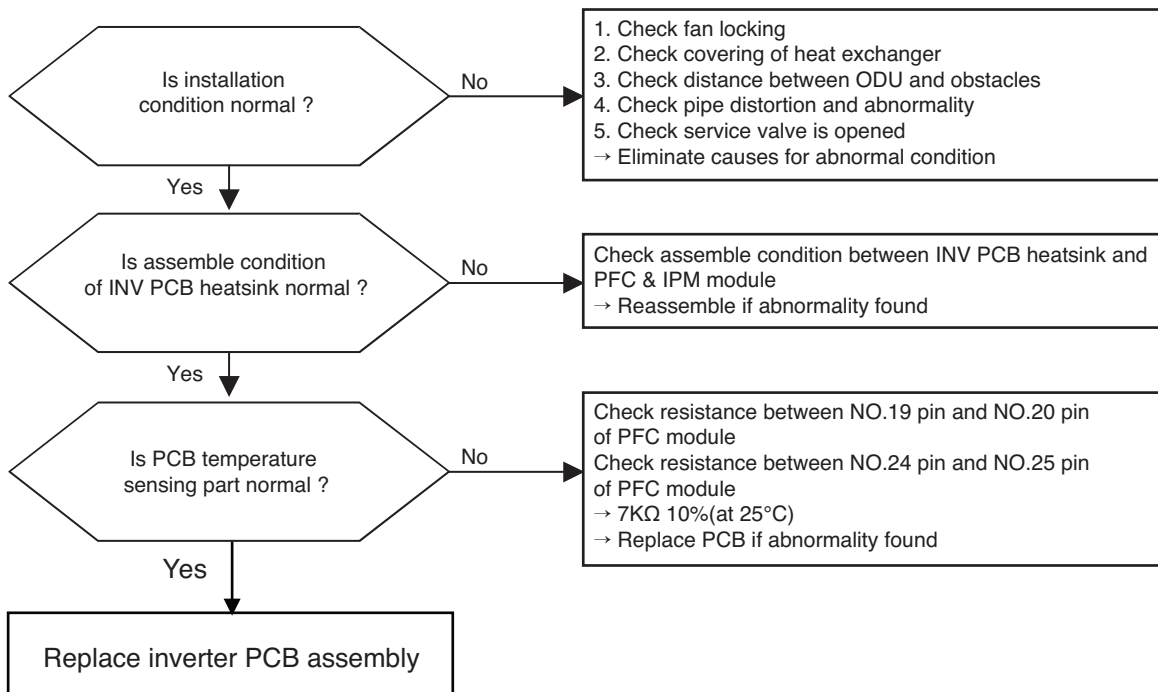 Is installation
condition normal ?
No
1. Check fan locking
2. Check covering of heat exchanger
3. Check distance between ODU and obstacles
4. Check pipe distortion and abnormality
5. Check service valve is opened
→ Eliminate causes for abnormal condition
Yes
Is assemble condition
of INV PCB heatsink normal ?
No
Check assemble condition between INV PCB heatsink and
PFC & IPM module
→ Reassemble if abnormality found
Yes
Is PCB temperature
sensing part normal ?
No
Check resistance between NO.19 pin and NO.20 pin
of PFC module
Check resistance between NO.24 pin and NO.25 pin
of PFC module
→ 7KΩ 10%(at 25°C)
→ Replace PCB if abnormality found
Yes
Replace inverter PCB assembly